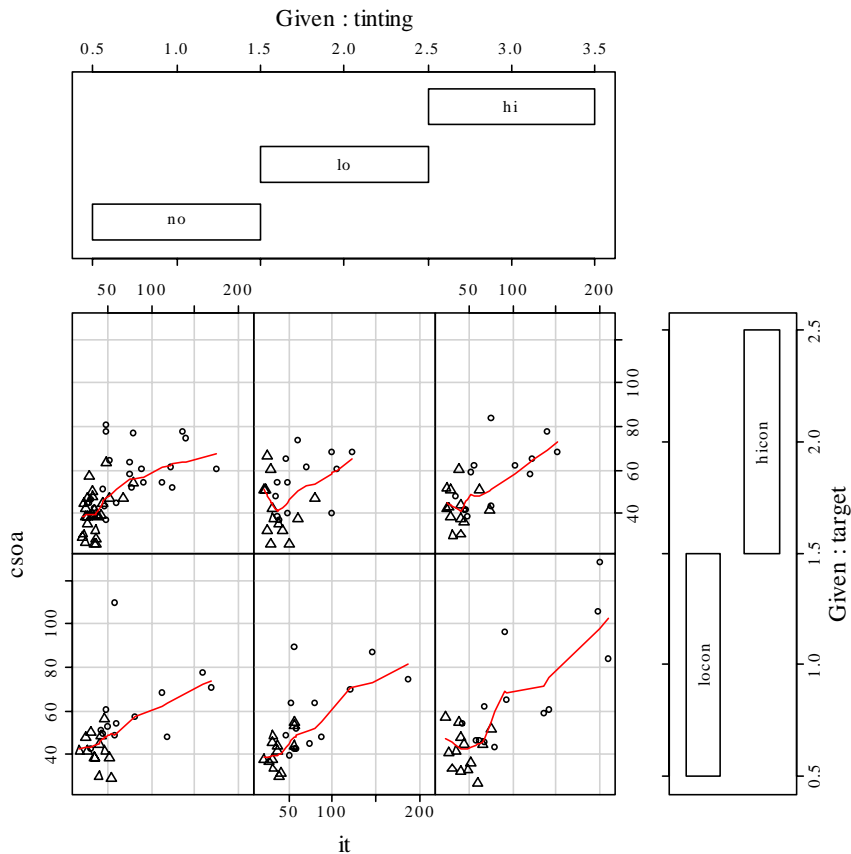 Given : tinting
0.5 1.0 1.5 2.0 2.5 3.0 3.5
hi
lo
no
50 100 200 50 100 200
40 60 80 100
csoa
40 60 80 100
50 100 200
it
locon
hicon
0.5 1.0 1.5 2.0 2.5
Given : target